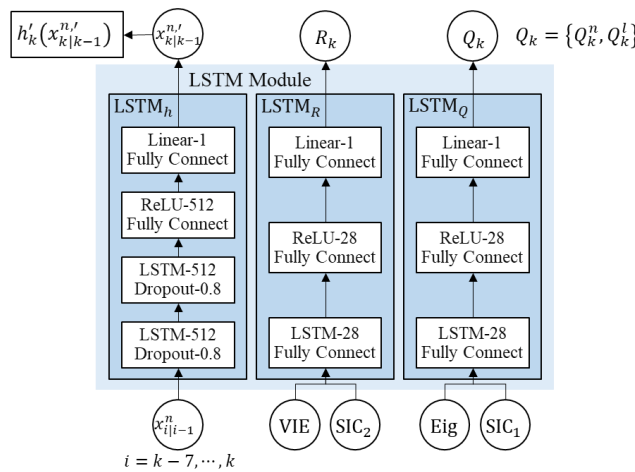 h′_k(x^{n,′}_{k|k−1})
x^{n,′}_{k|k−1}
R_k
Q_k
Q_k = {Q^n_k, Q^l_k}
LSTM Module
LSTM_h
Linear-1
Fully Connect
ReLU-512
Fully Connect
LSTM-512
Dropout-0.8
LSTM-512
Dropout-0.8
x^n_{i|i−1}
i = k − 7, ⋯, k
LSTM_R
Linear-1
Fully Connect
ReLU-28
Fully Connect
LSTM-28
Fully Connect
VIE
SIC_2
LSTM_Q
Linear-1
Fully Connect
ReLU-28
Fully Connect
LSTM-28
Fully Connect
Eig
SIC_1